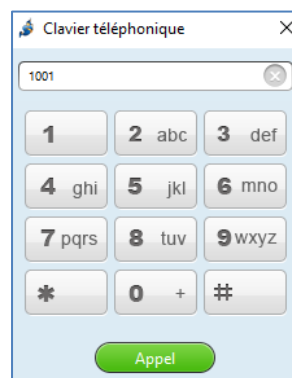 Clavier téléphonique
1001
1 2 abc 3 def
4 ghi 5 jkl 6 mno
7 pqrs 8 tuv 9 wxyz
* 0 + #
Appel